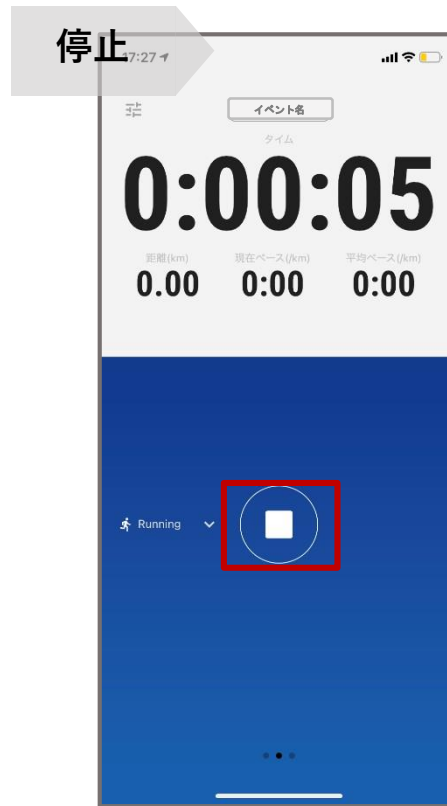 停止
17:27
イベント名
タイム
0:00:05
距離(km) 現在ペース(/km) 平均ペース(/km)
0.00 0:00 0:00
Running